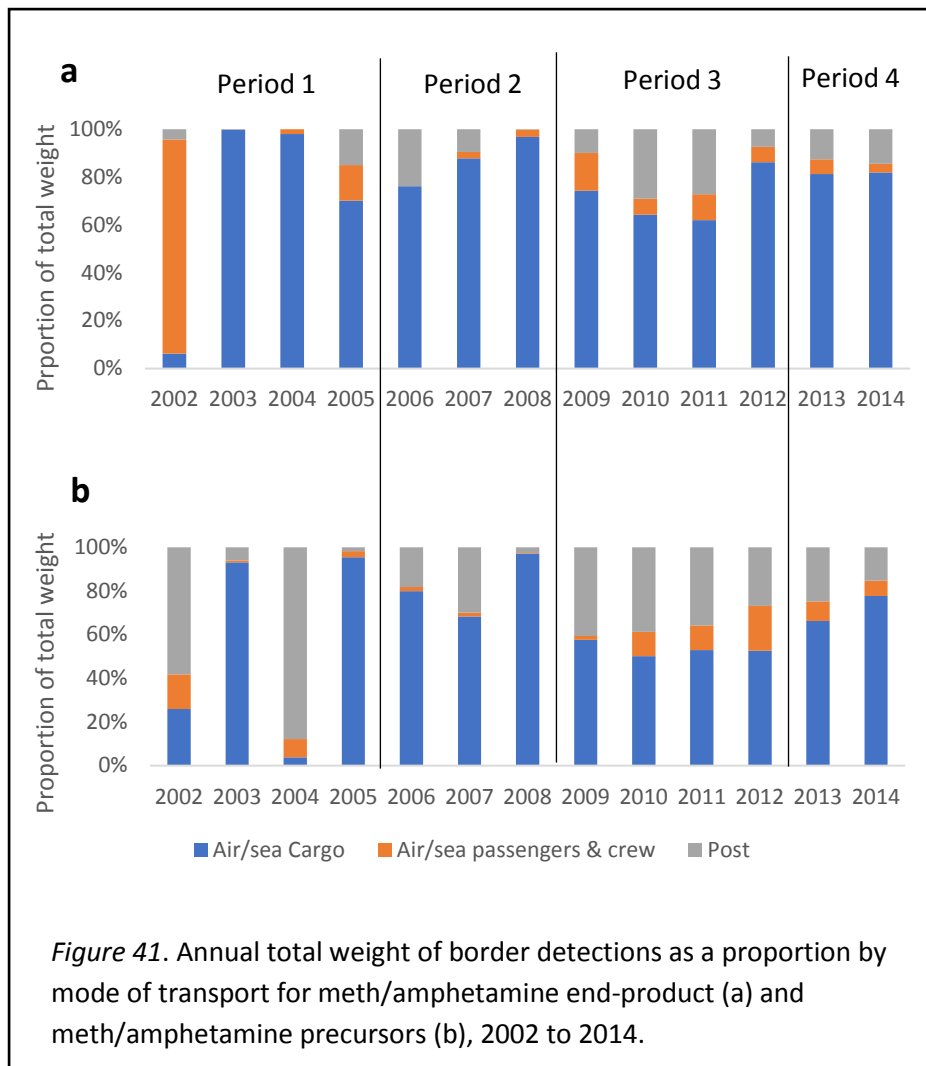 a
Period 1 Period 2 Period 3 Period 4
Prportion of total weight
100%
80%
60%
40%
20%
0%
2002 2003 2004 2005 2006 2007 2008 2009 2010 2011 2012 2013 2014
b
Proportion of total weight
100%
80%
60%
40%
20%
0%
2002 2003 2004 2005 2006 2007 2008 2009 2010 2011 2012 2013 2014
Air/sea Cargo Air/sea passengers & crew Post
Figure 41. Annual total weight of border detections as a proportion by
mode of transport for meth/amphetamine end-product (a) and
meth/amphetamine precursors (b), 2002 to 2014.